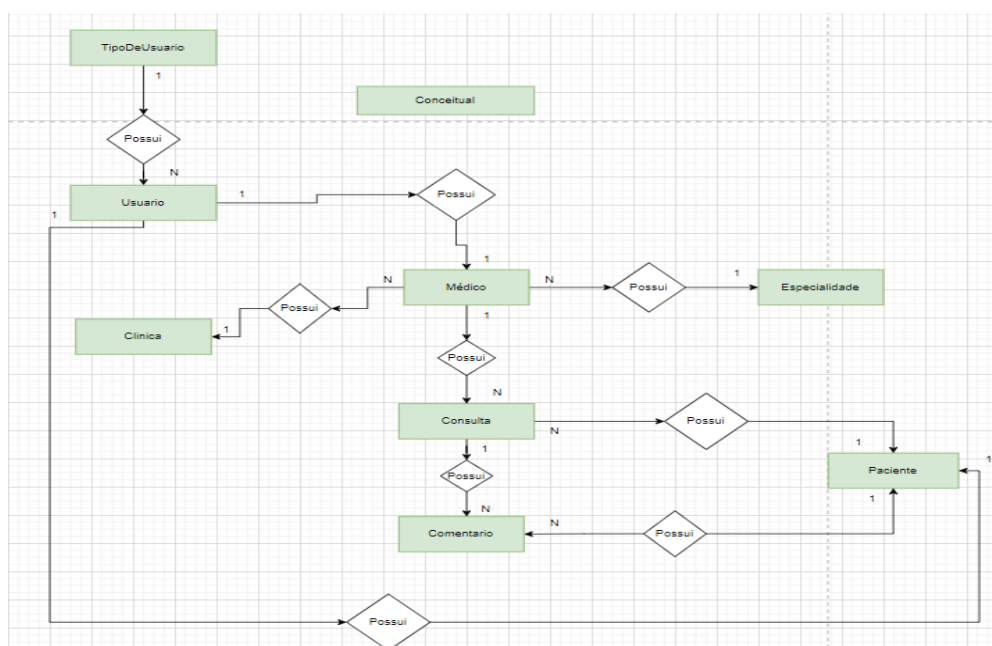 TipoDeUsuario
1
Conceitual
Possui
N
Usuario
1
Possui
1
1
Médico
N
N
Possui
1
Especialidade
Possui
1
Clinica
1
Possui
N
Consulta
N
Possui
1
1
Possui
Paciente
1
1
N
Comentario
N
Possui
Possui